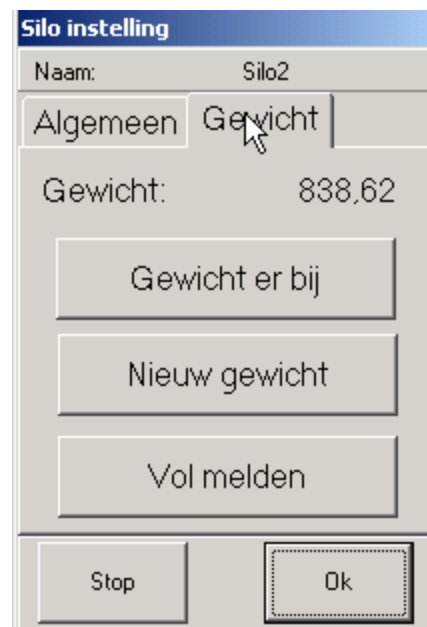 Silo instelling
Naam: Silo2
Algemeen Gewicht
Gewicht: 838,62
Gewicht er bij
Nieuw gewicht
Vol melden
Stop Ok